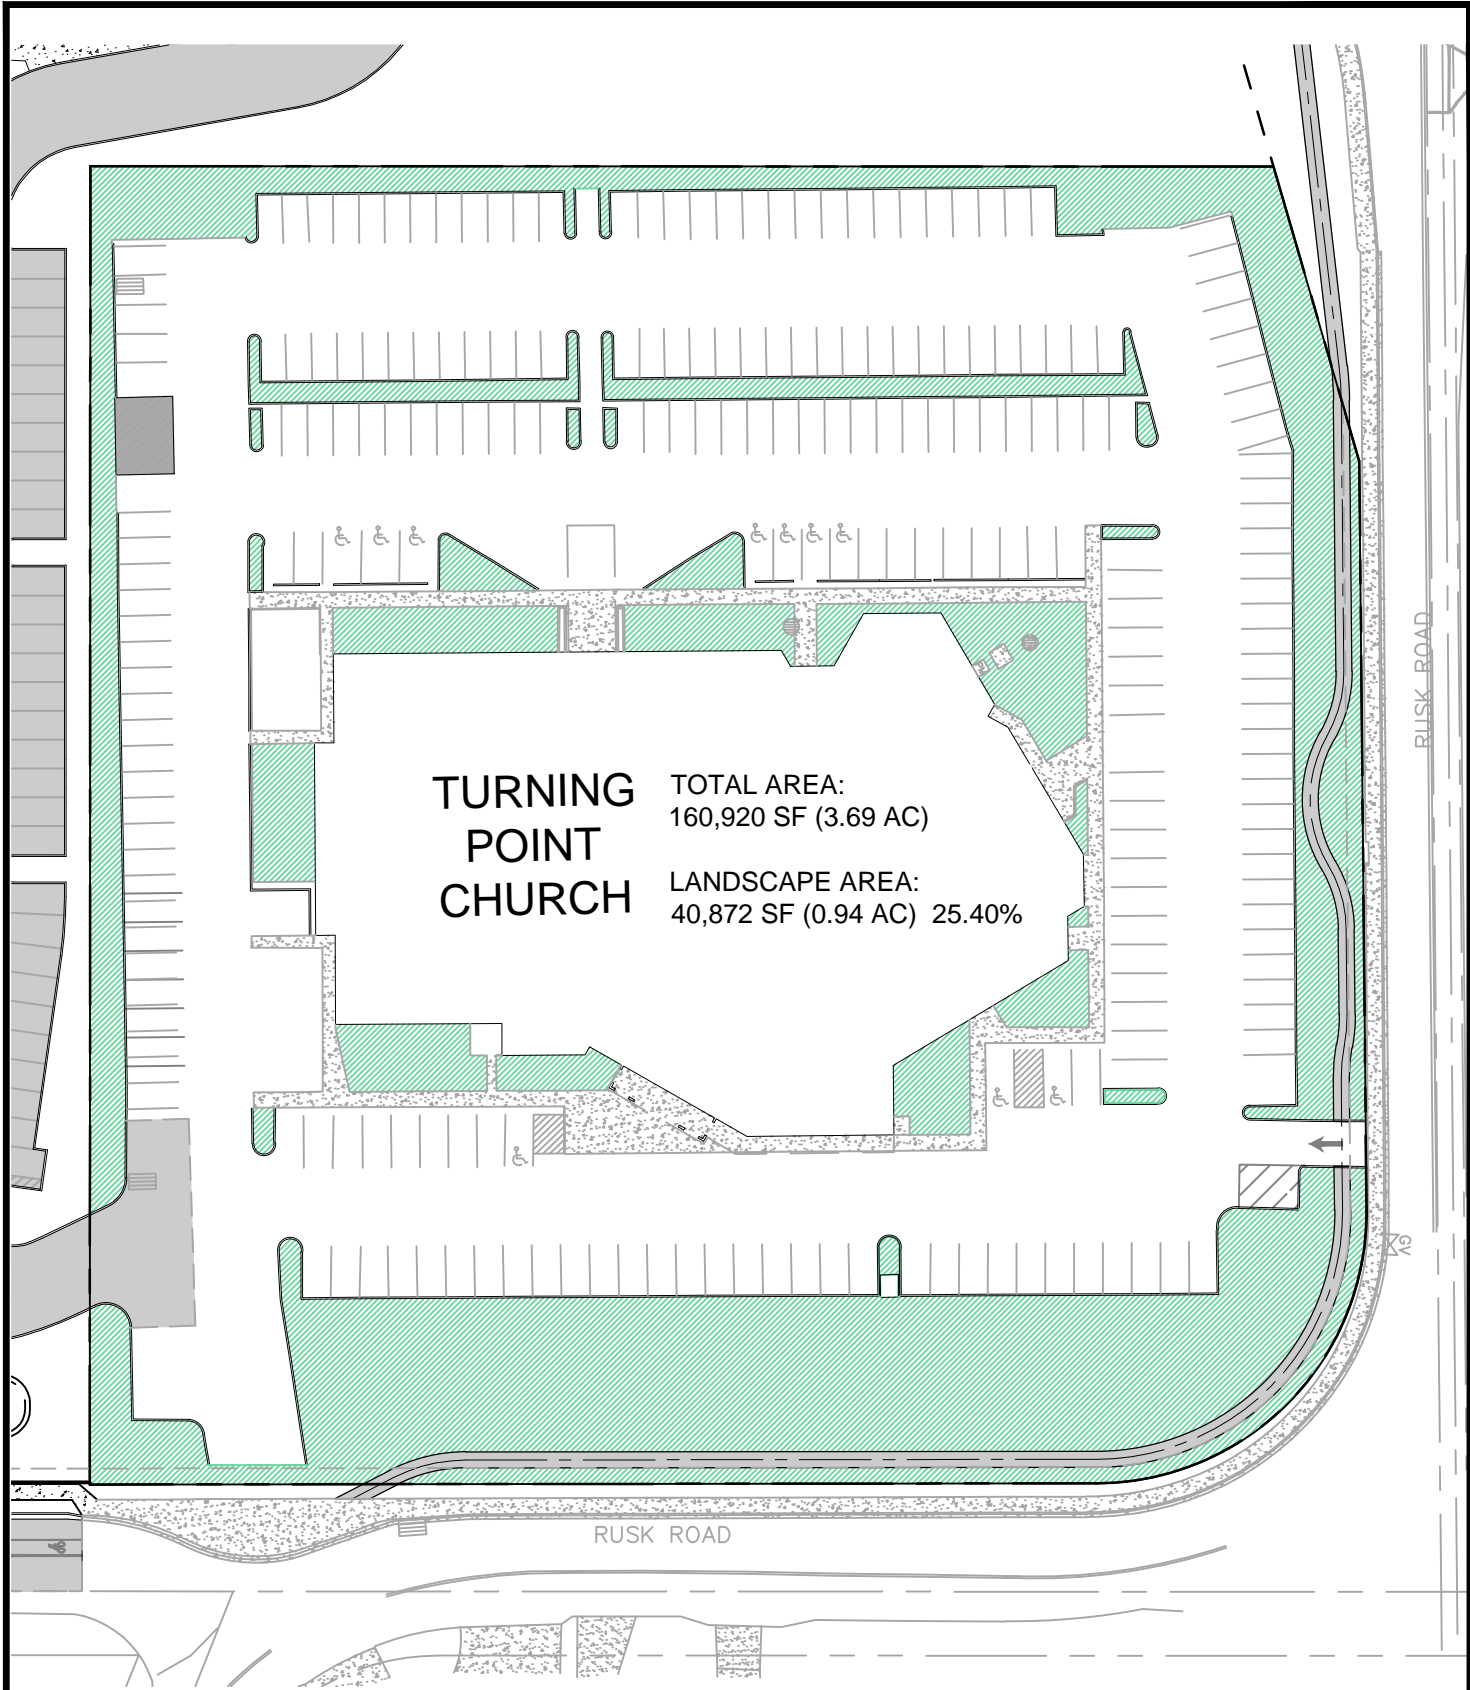 TURNING
POINT
CHURCH
TOTAL AREA:
160,920 SF (3.69 AC)
LANDSCAPE AREA:
40,872 SF (0.94 AC) 25.40%
RUSK ROAD
GV
RUSK ROAD